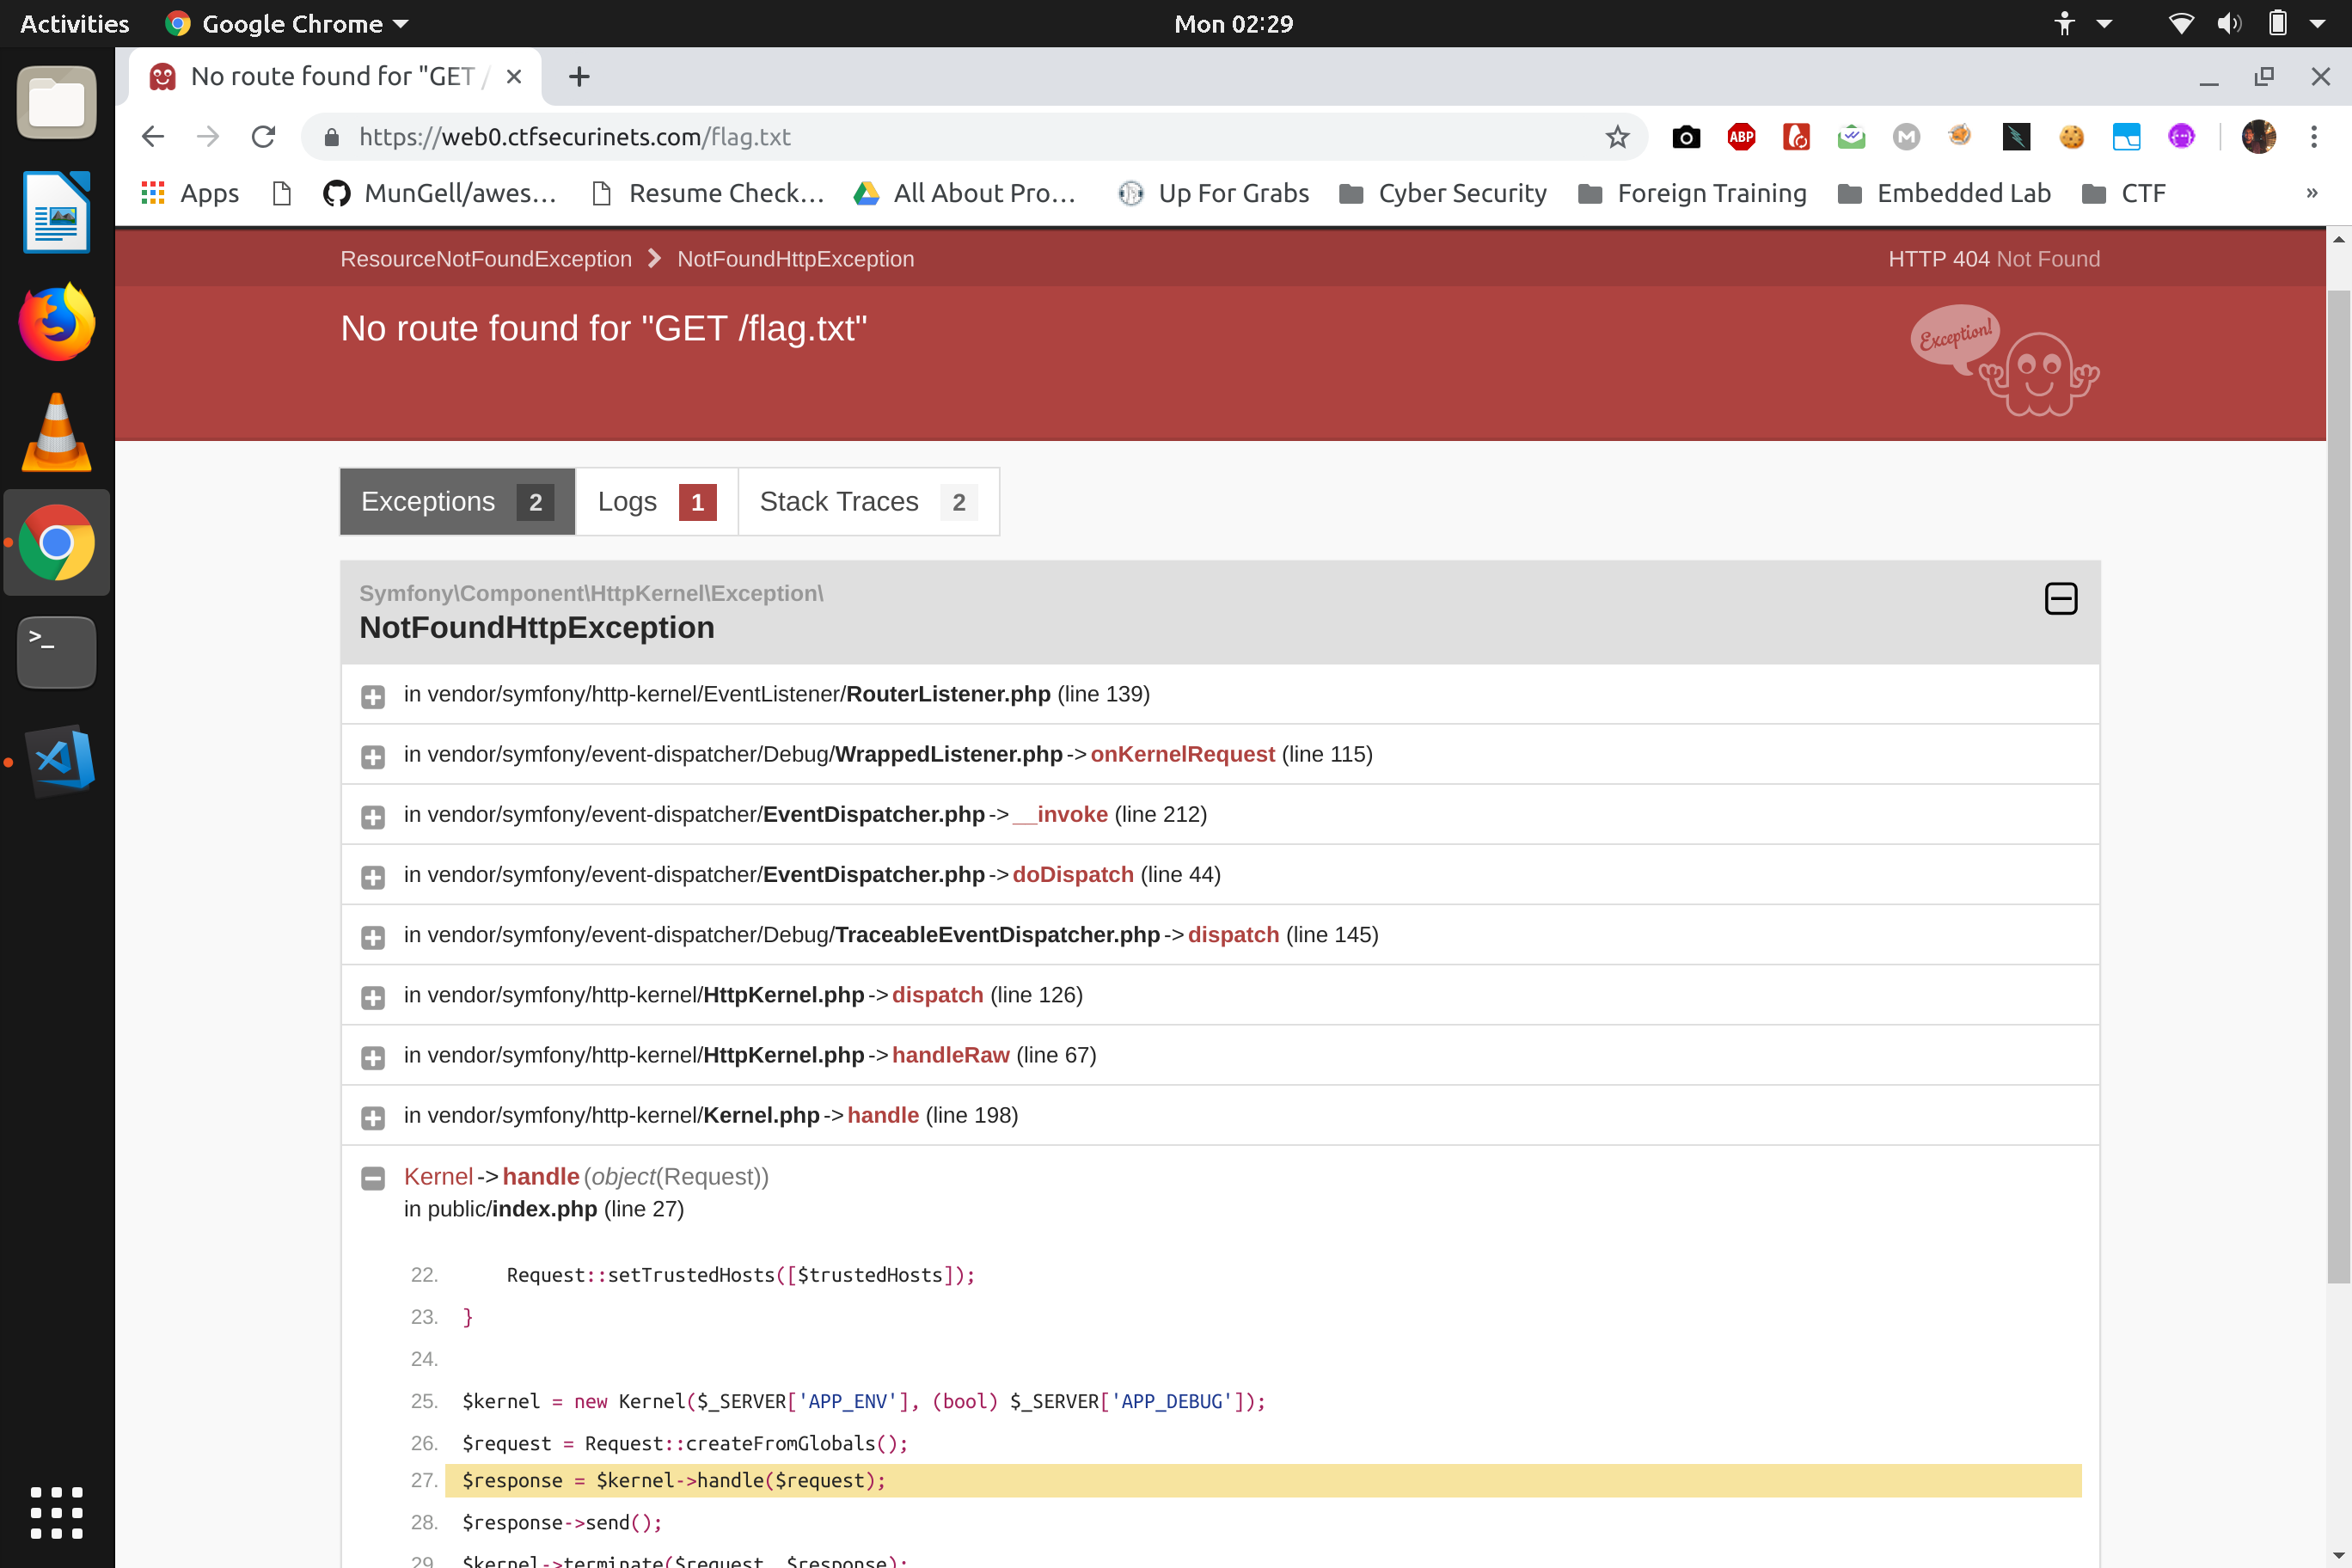 Activities
Google Chrome
Mon 02:29
No route found for "GET /
https://web0.ctfsecurinets.com/flag.txt
ABP
M
Apps
MunGell/awes…
Resume Check…
All About Pro…
Up For Grabs
Cyber Security
Foreign Training
Embedded Lab
CTF
»
ResourceNotFoundException NotFoundHttpException
HTTP 404 Not Found
No route found for "GET /flag.txt"
Exception!
Exceptions 2
Logs 1
Stack Traces 2
Symfony\Component\HttpKernel\Exception\
NotFoundHttpException
in vendor/symfony/http-kernel/EventListener/RouterListener.php (line 139)
in vendor/symfony/event-dispatcher/Debug/WrappedListener.php->onKernelRequest (line 115)
in vendor/symfony/event-dispatcher/EventDispatcher.php->__invoke (line 212)
in vendor/symfony/event-dispatcher/EventDispatcher.php->doDispatch (line 44)
in vendor/symfony/event-dispatcher/Debug/TraceableEventDispatcher.php->dispatch (line 145)
in vendor/symfony/http-kernel/HttpKernel.php->dispatch (line 126)
in vendor/symfony/http-kernel/HttpKernel.php->handleRaw (line 67)
in vendor/symfony/http-kernel/Kernel.php->handle (line 198)
Kernel->handle(object(Request))
in public/index.php (line 27)
22. Request::setTrustedHosts([$trustedHosts]);
23. }
24.
25. $kernel = new Kernel($_SERVER['APP_ENV'], (bool) $_SERVER['APP_DEBUG']);
26. $request = Request::createFromGlobals();
27. $response = $kernel->handle($request);
28. $response->send();
29. $kernel->terminate($request, $response);